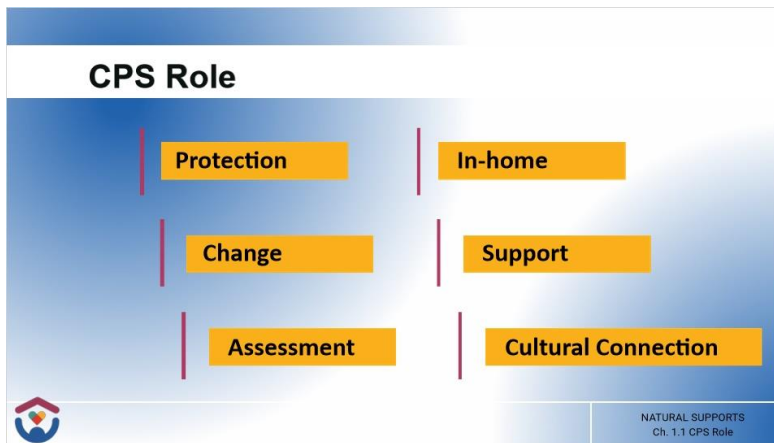 CPS Role
Protection
In-home
Change
Support
Assessment
Cultural Connection
NATURAL SUPPORTS
Ch. 1.1 CPS Role